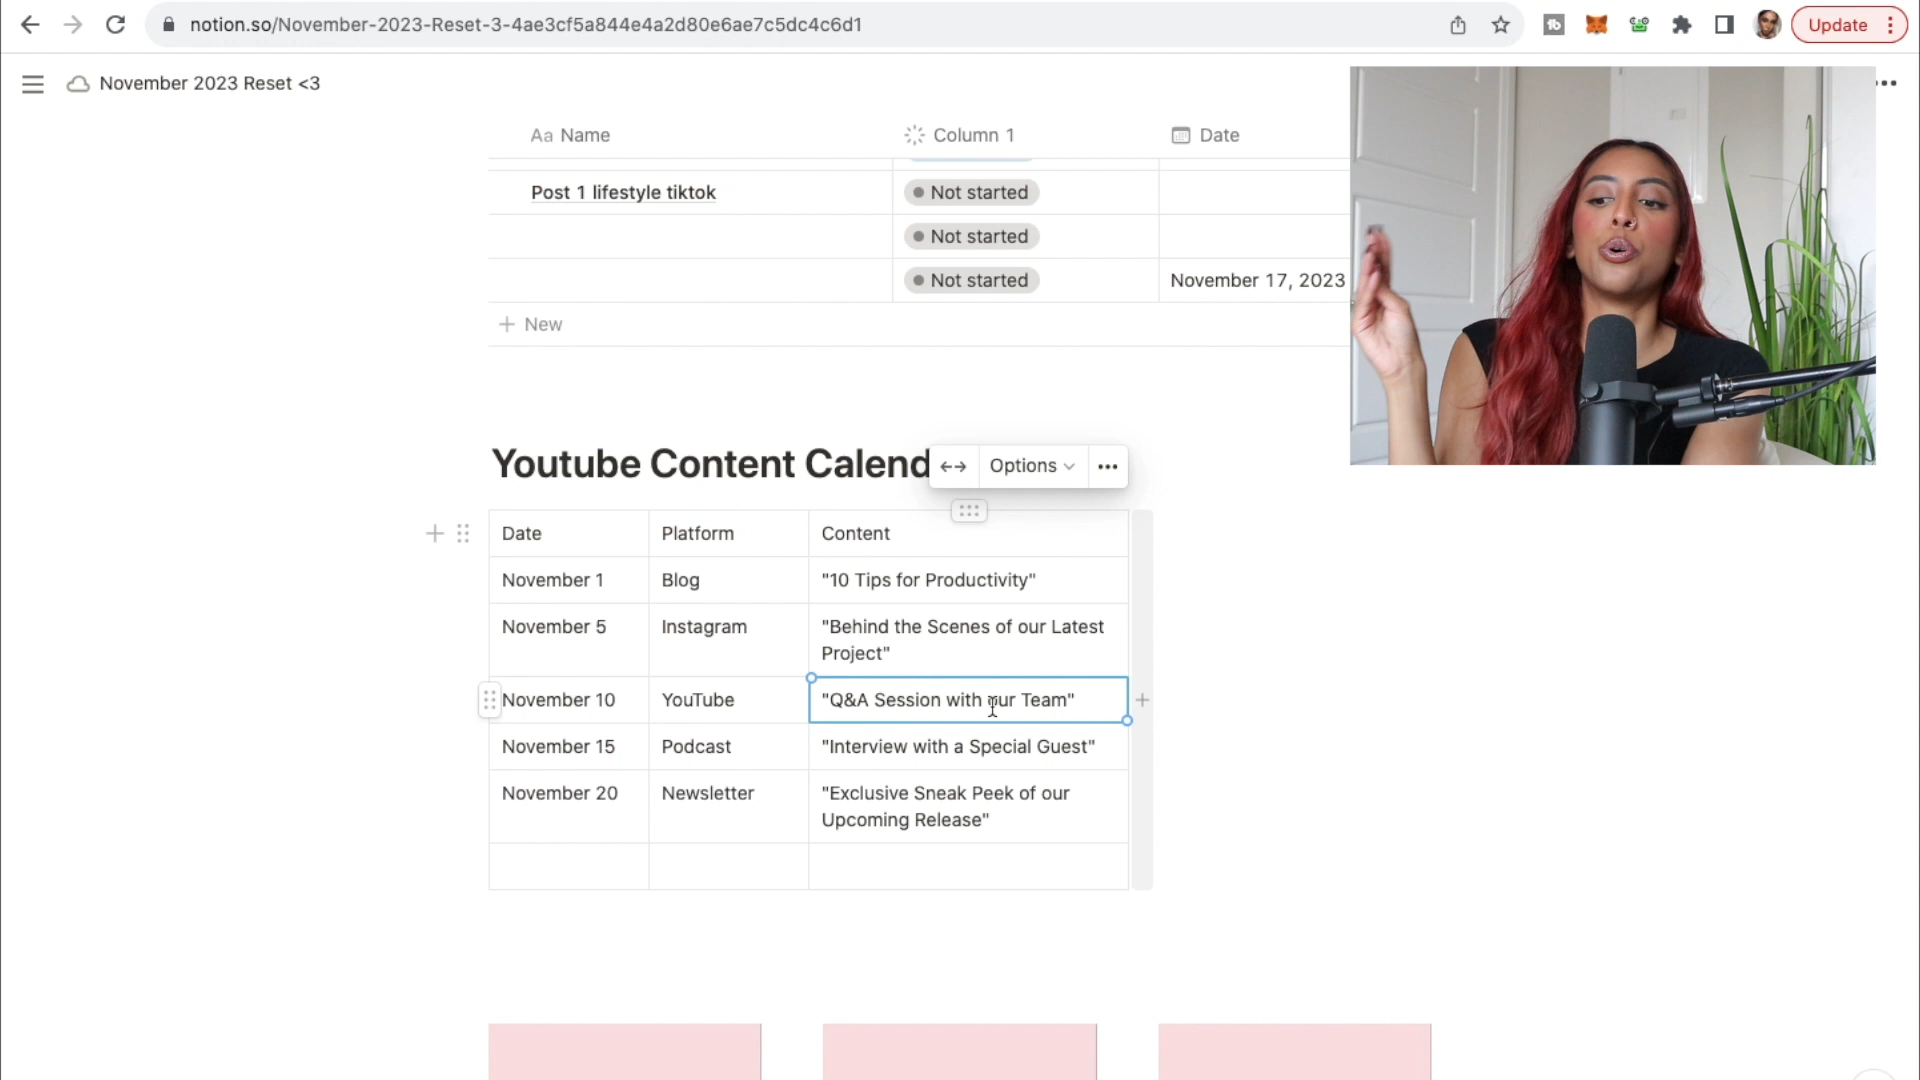 notion.so/November-2023-Reset-3-4ae3cf5a844e4a2d80e6ae7c5dc4c6d1
Update
November 2023 Reset <3
Aa Name
Column 1
Date
Post 1 lifestyle tiktok
Not started
Not started
Not started
November 17, 2023
+ New
Youtube Content Calend
Options
Date
Platform
Content
November 1
Blog
"10 Tips for Productivity"
November 5
Instagram
"Behind the Scenes of our Latest
Project"
November 10
YouTube
"Q&A Session with our Team"
November 15
Podcast
"Interview with a Special Guest"
November 20
Newsletter
"Exclusive Sneak Peek of our
Upcoming Release"